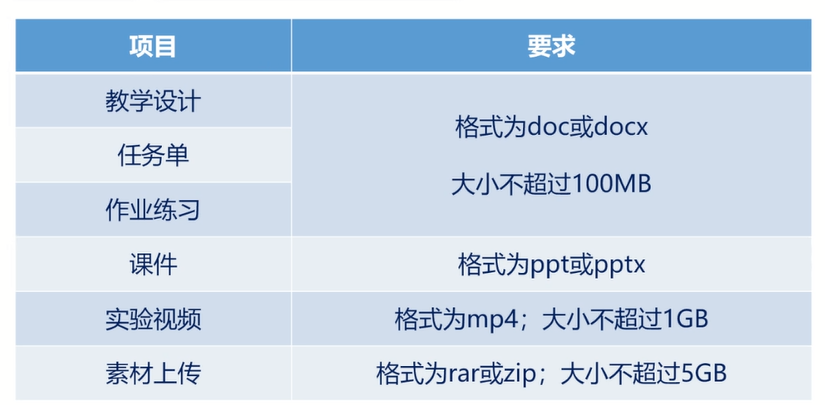 项目 要求
教学设计
格式为doc或docx
任务单
大小不超过100MB
作业练习
课件 格式为ppt或pptx
实验视频 格式为mp4；大小不超过1GB
素材上传 格式为rar或zip；大小不超过5GB